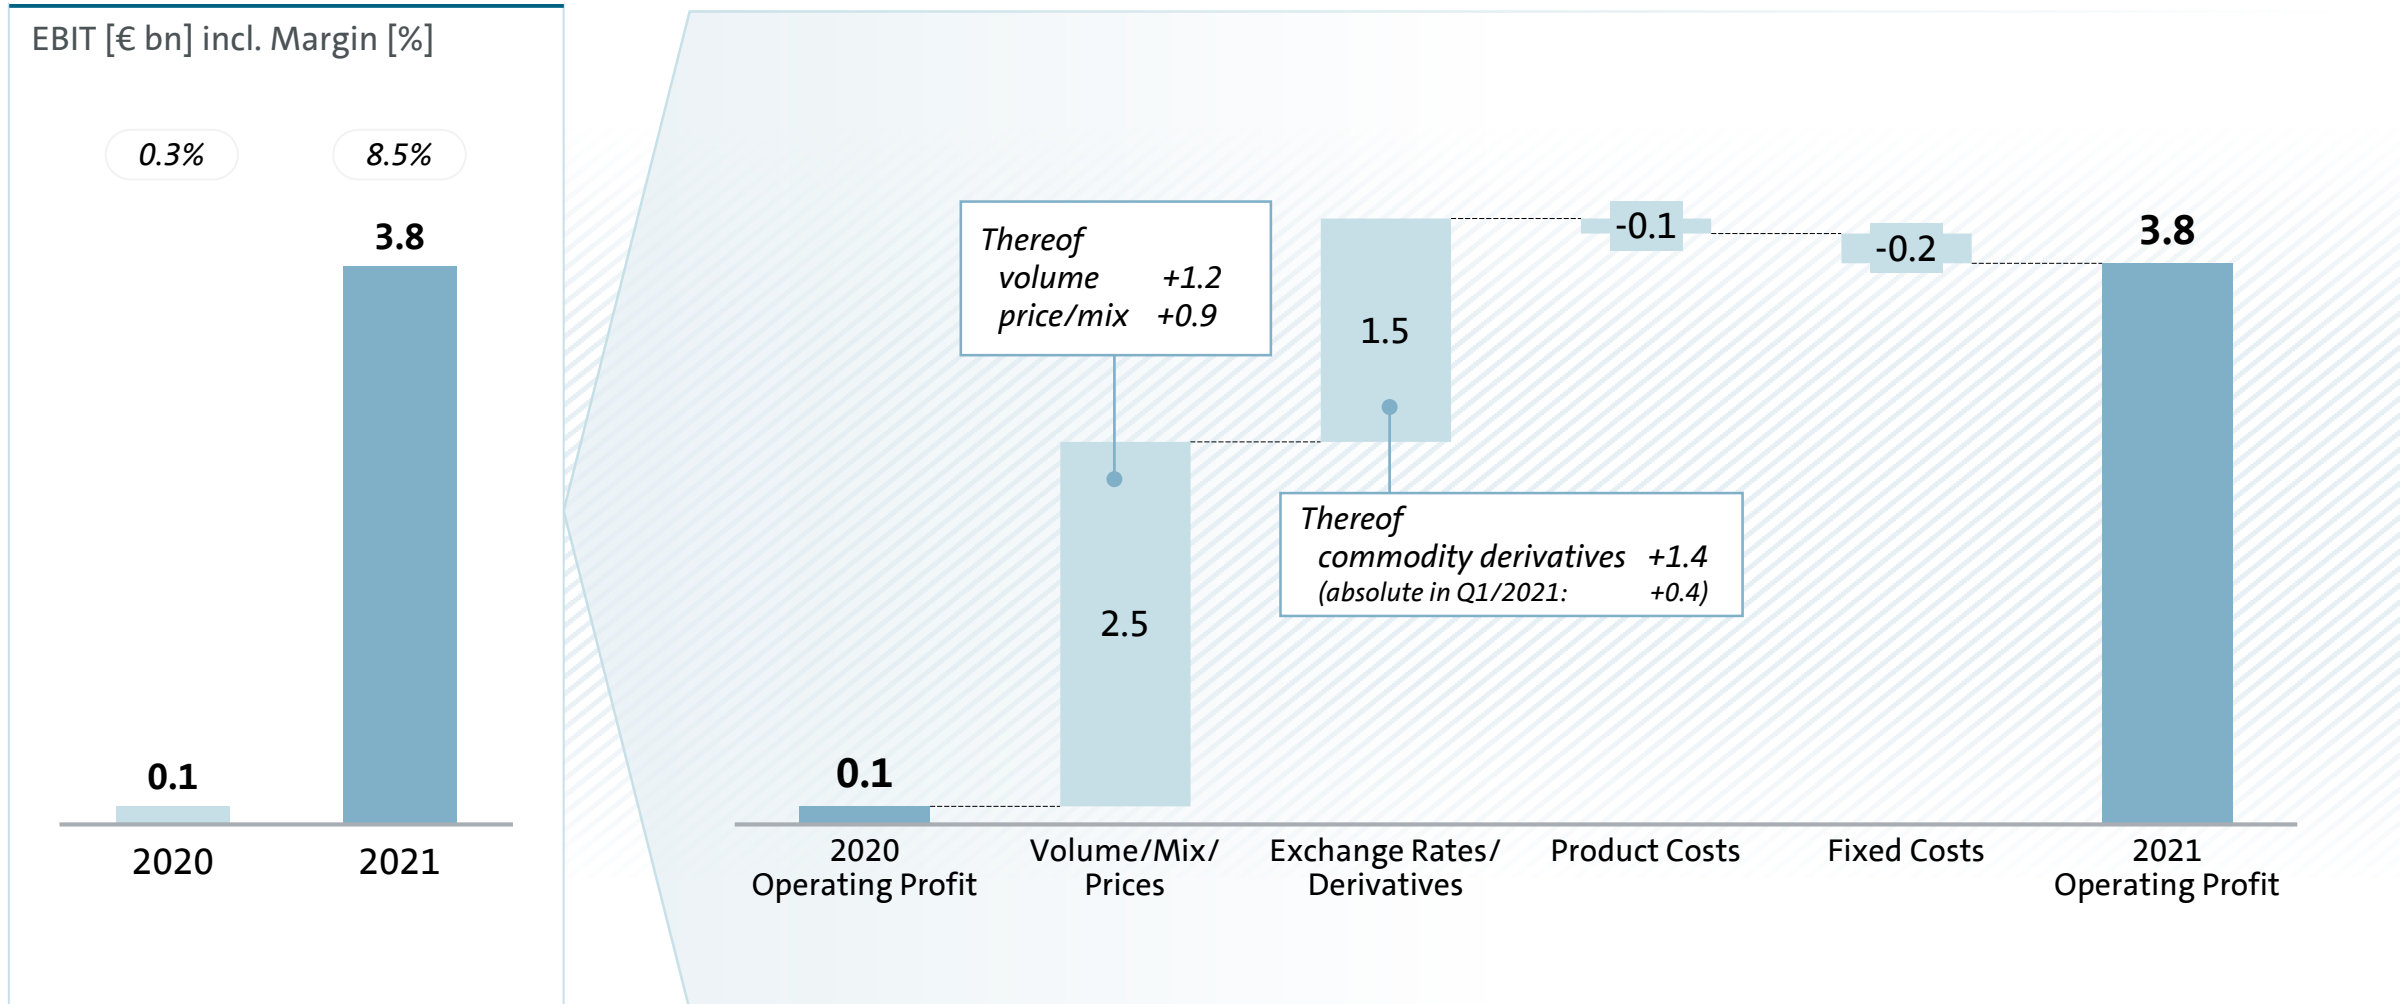 EBIT [€ bn] incl. Margin [%]
0.3%
8.5%
3.8
0.1
2020
2021
Thereof
volume +1.2
price/mix +0.9
-0.1
-0.2
3.8
1.5
Thereof
commodity derivatives +1.4
(absolute in Q1/2021: +0.4)
2.5
0.1
2020
Operating Profit
Volume/Mix/
Prices
Exchange Rates/
Derivatives
Product Costs
Fixed Costs
2021
Operating Profit